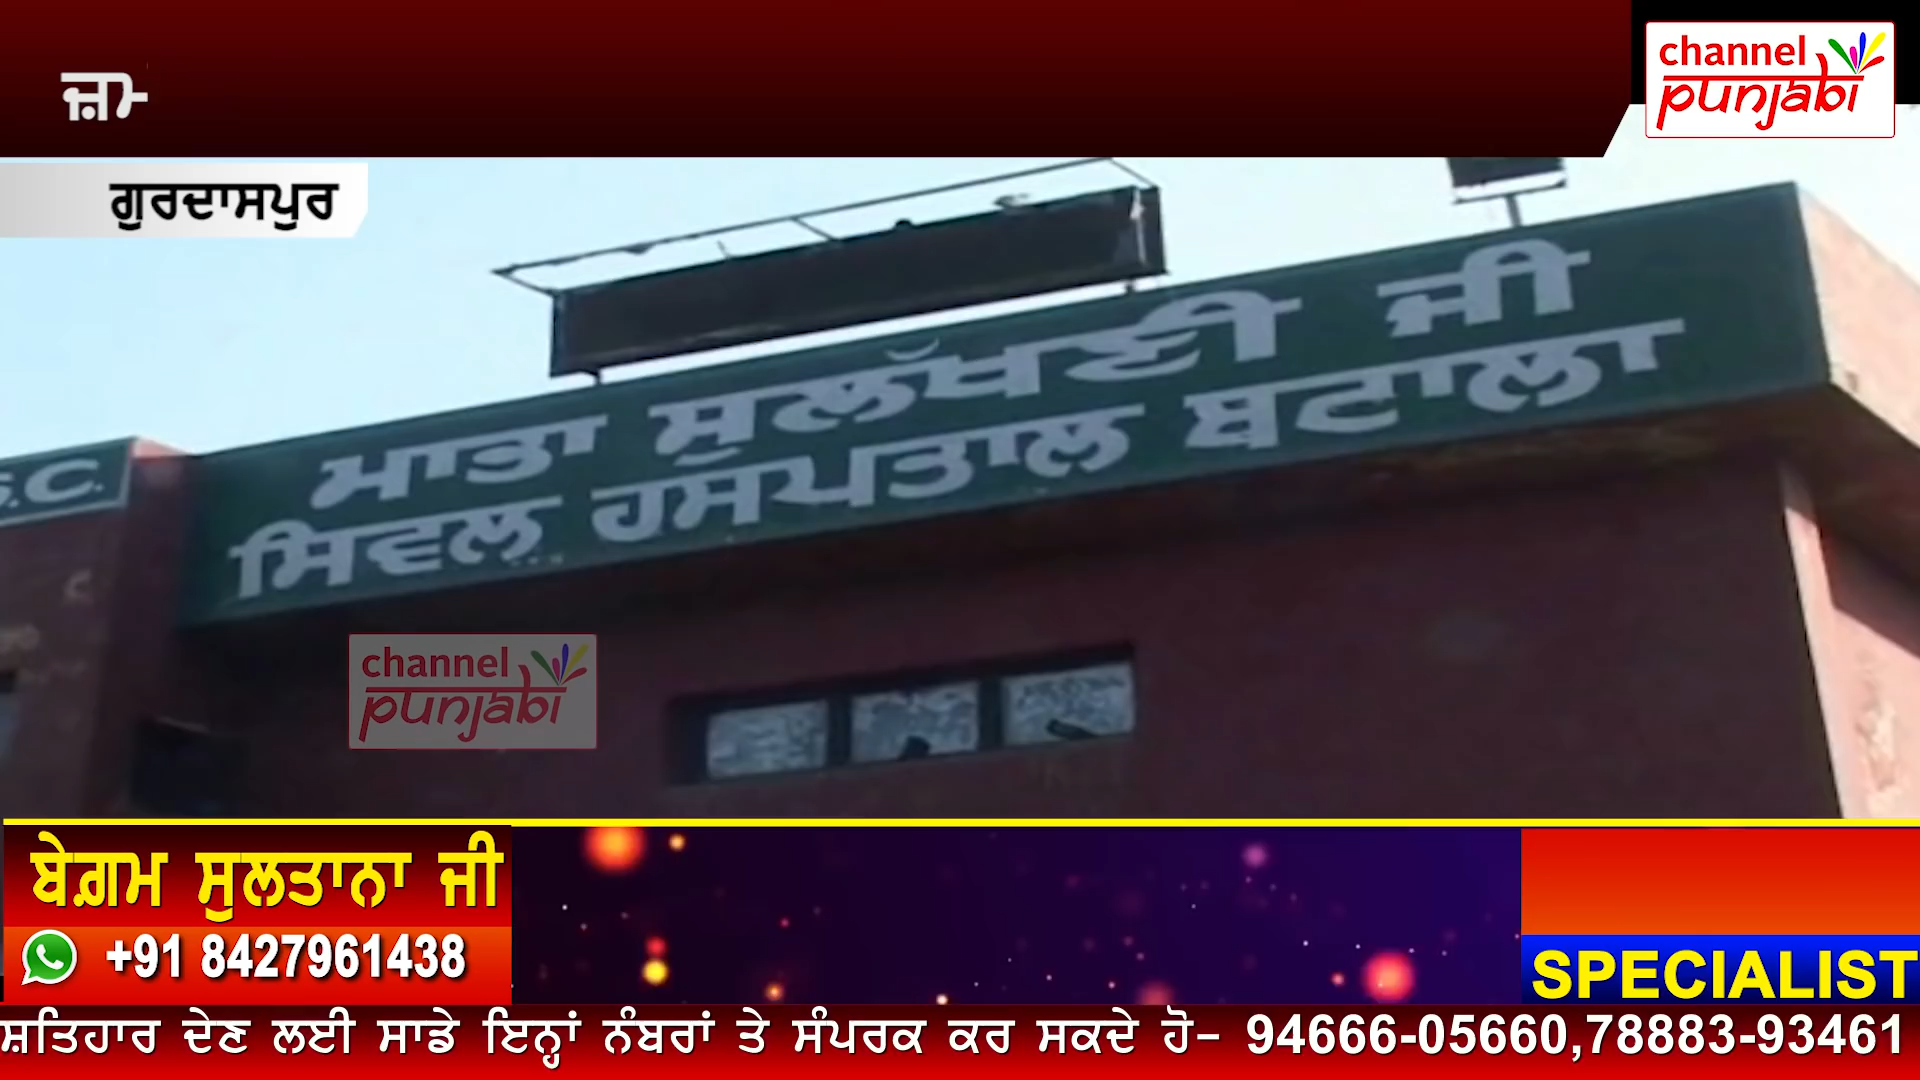 ਜ਼ਾ
channel
punjabi
ਗੁਰਦਾਸਪੁਰ
ਮਾਤਾ ਸੁਲੱਖਣੀ ਜੀ
ਸਿਵਲ ਹਸਪਤਾਲ ਬਟਾਲਾ
S.C.
channel
punjabi
ਬੇਗ਼ਮ ਸੁਲਤਾਨਾ ਜੀ
+91 8427961438
SPECIALIST
ਸ਼ਤਿਹਾਰ ਦੇਣ ਲਈ ਸਾਡੇ ਇਨ੍ਹਾਂ ਨੰਬਰਾਂ ਤੇ ਸੰਪਰਕ ਕਰ ਸਕਦੇ ਹੋ- 94666-05660,78883-93461